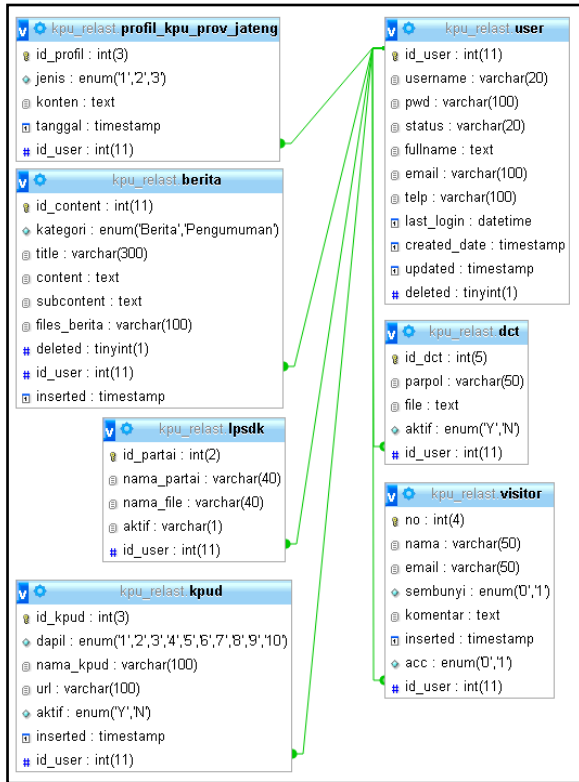 kpu_relast profil_kpu_prov_jateng
id_profil : int(3)
jenis : enum('1','2','3')
konten : text
tanggal : timestamp
# id_user : int(11)
kpu_relast berita
id_content : int(11)
kategori : enum('Berita','Pengumuman')
title : varchar(300)
content : text
subcontent : text
files_berita : varchar(100)
# deleted : tinyint(1)
# id_user : int(11)
inserted : timestamp
kpu_relast lpsdk
id_partai : int(2)
nama_partai : varchar(40)
nama_file : varchar(40)
aktif : varchar(1)
# id_user : int(11)
kpu_relast kpud
id_kpud : int(3)
dapil : enum('1','2','3','4','5','6','7','8','9','10')
nama_kpud : varchar(100)
url : varchar(100)
aktif : enum('Y','N')
inserted : timestamp
# id_user : int(11)
kpu_relast user
id_user : int(11)
username : varchar(20)
pwd : varchar(100)
status : varchar(20)
fullname : text
email : varchar(100)
telp : varchar(100)
last_login : datetime
created_date : timestamp
updated : timestamp
# deleted : tinyint(1)
kpu_relast dct
id_dct : int(5)
parpol : varchar(50)
file : text
aktif : enum('Y','N')
# id_user : int(11)
kpu_relast visitor
no : int(4)
nama : varchar(50)
email : varchar(50)
sembunyi : enum('0','1')
komentar : text
inserted : timestamp
acc : enum('0','1')
# id_user : int(11)